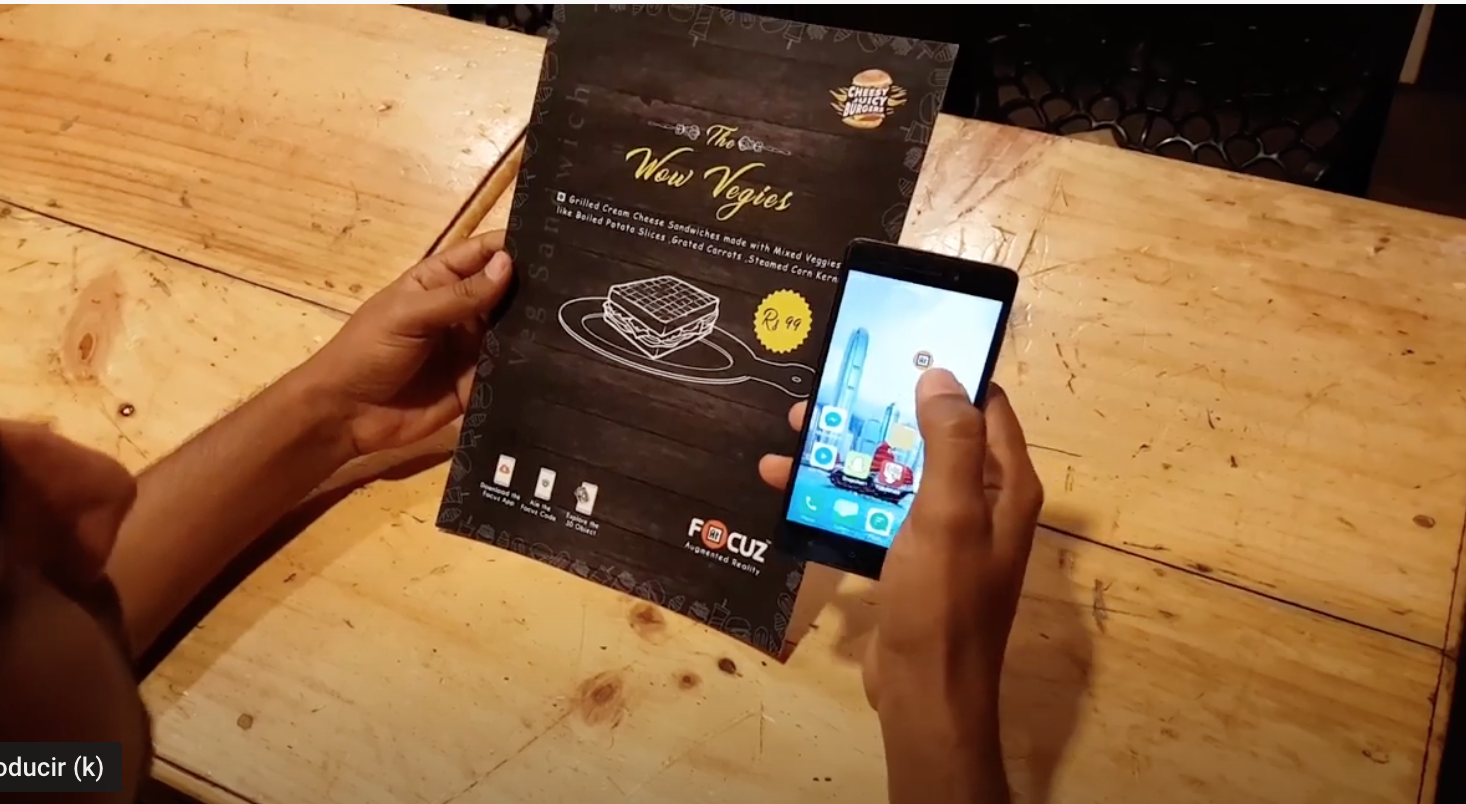 CHEESY
JUICY
BURGERS
The
Wow Vegies
Grilled Cream Cheese Sandwiches made with Mixed Veggies
like Boiled Potato Slices ,Grated Carrots ,Steamed Corn Kern
Rs 99
Veg Sandwich
Download the
Focuz App
Aim the
Focuz Code
Explore the
3D Object
FOCUZ
Augmented Reality
oducir (k)